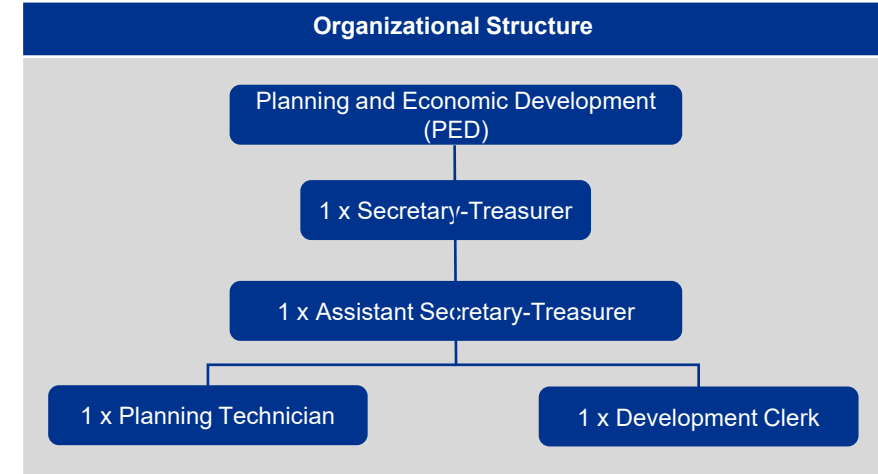 Organizational Structure
Planning and Economic Development
(PED)
1 x Secretary-Treasurer
1 x Assistant Secretary-Treasurer
1 x Planning Technician
1 x Development Clerk